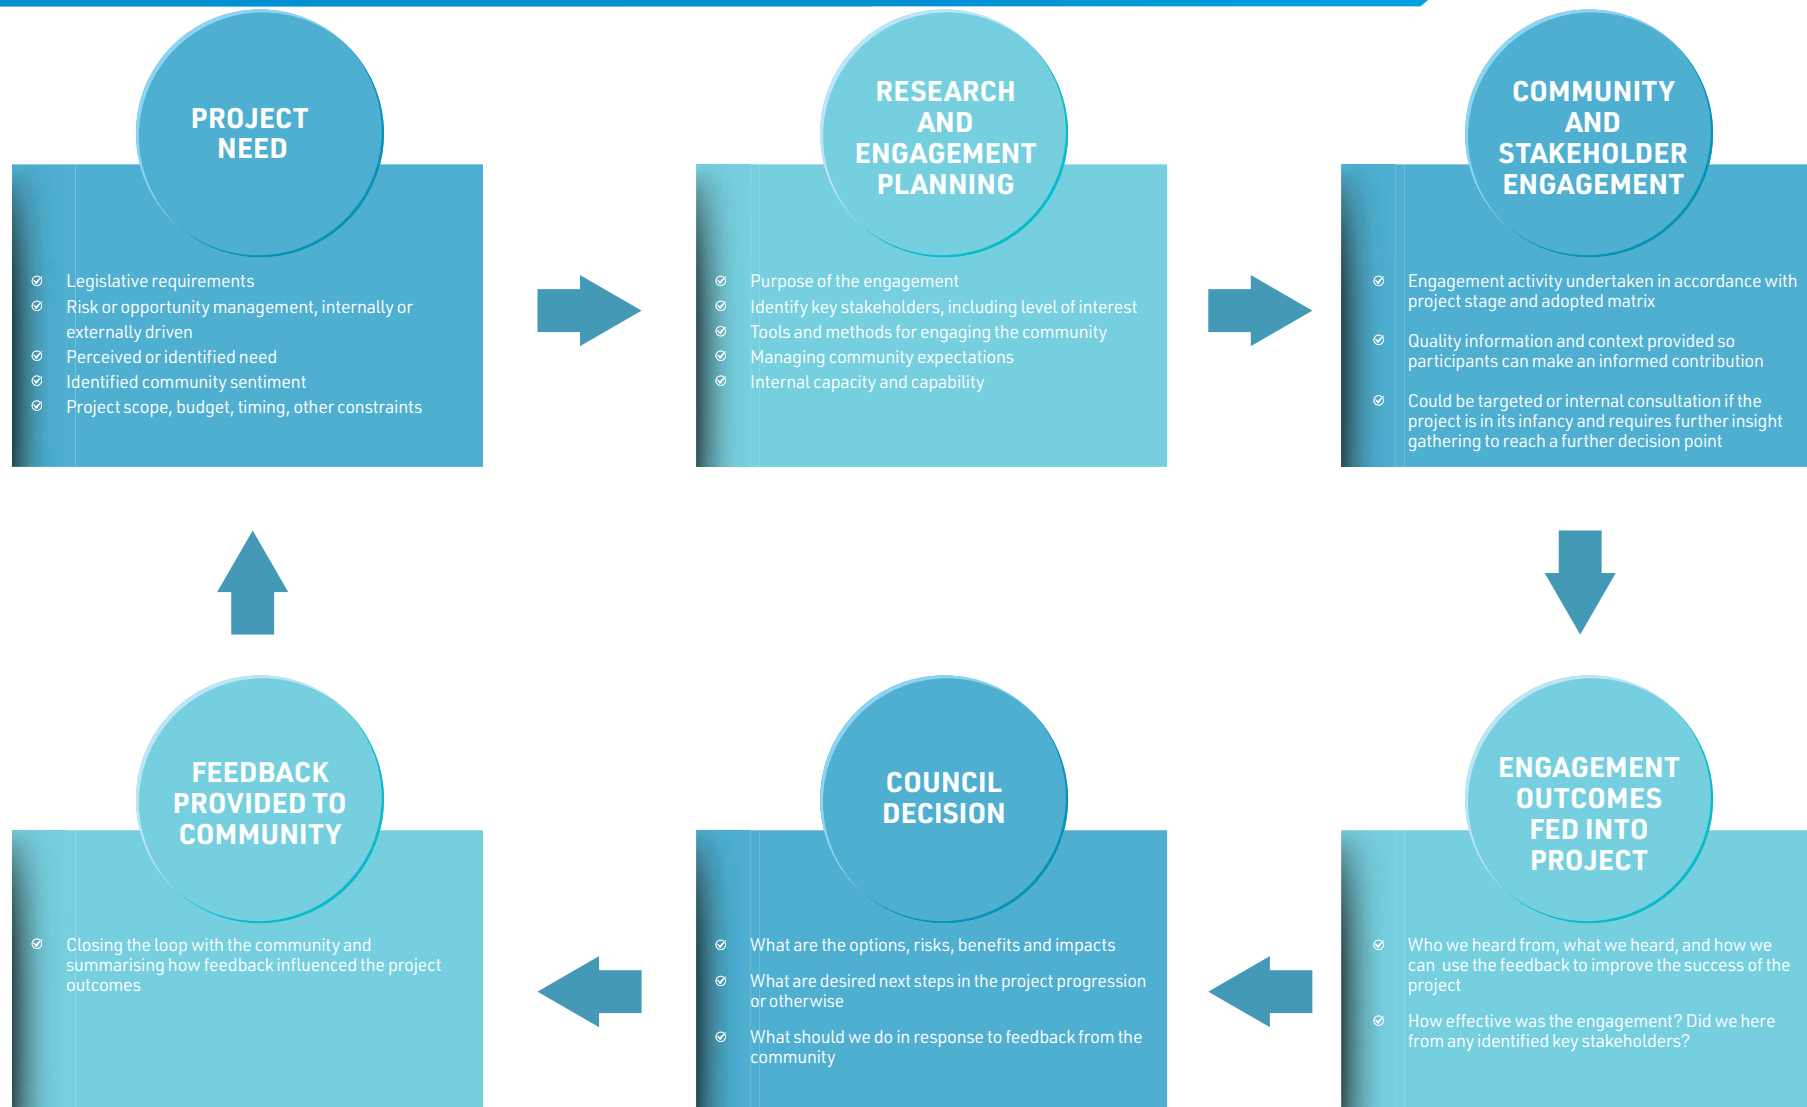 PROJECT
NEED
Legislative requirements
Risk or opportunity management, internally or
externally driven
Perceived or identified need
Identified community sentiment
Project scope, budget, timing, other constraints
RESEARCH
AND
ENGAGEMENT
PLANNING
Purpose of the engagement
Identify key stakeholders, including level of interest
Tools and methods for engaging the community
Managing community expectations
Internal capacity and capability
COMMUNITY
AND
STAKEHOLDER
ENGAGEMENT
Engagement activity undertaken in accordance with
project stage and adopted matrix
Quality information and context provided so
participants can make an informed contribution
Could be targeted or internal consultation if the
project is in its infancy and requires further insight
gathering to reach a further decision point
ENGAGEMENT
OUTCOMES
FED INTO
PROJECT
Who we heard from, what we heard, and how we
can use the feedback to improve the success of the
project
How effective was the engagement? Did we here
from any identified key stakeholders?
COUNCIL
DECISION
What are the options, risks, benefits and impacts
What are desired next steps in the project progression
or otherwise
What should we do in response to feedback from the
community
FEEDBACK
PROVIDED TO
COMMUNITY
Closing the loop with the community and
summarising how feedback influenced the project
outcomes